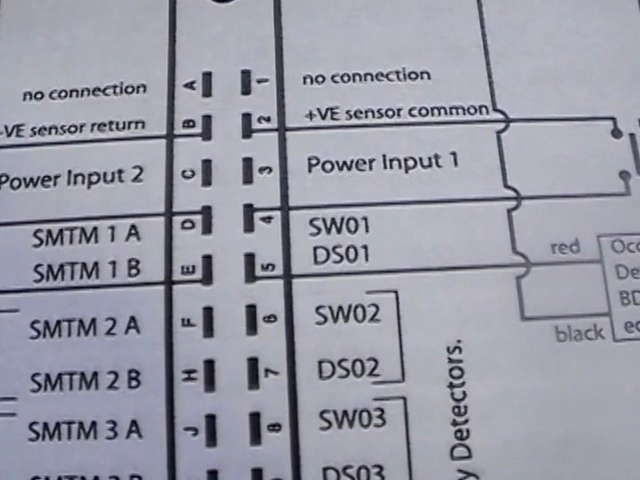 no connection A 1 no connection
-VE sensor return B 2 +VE sensor common
Power Input 2 C 3 Power Input 1
SMTM 1 A D 4 SW01
SMTM 1 B E 5 DS01
red
black
SMTM 2 A F 6 SW02
SMTM 2 B H 7 DS02
SMTM 3 A J 8 SW03
DS03
y Detectors.